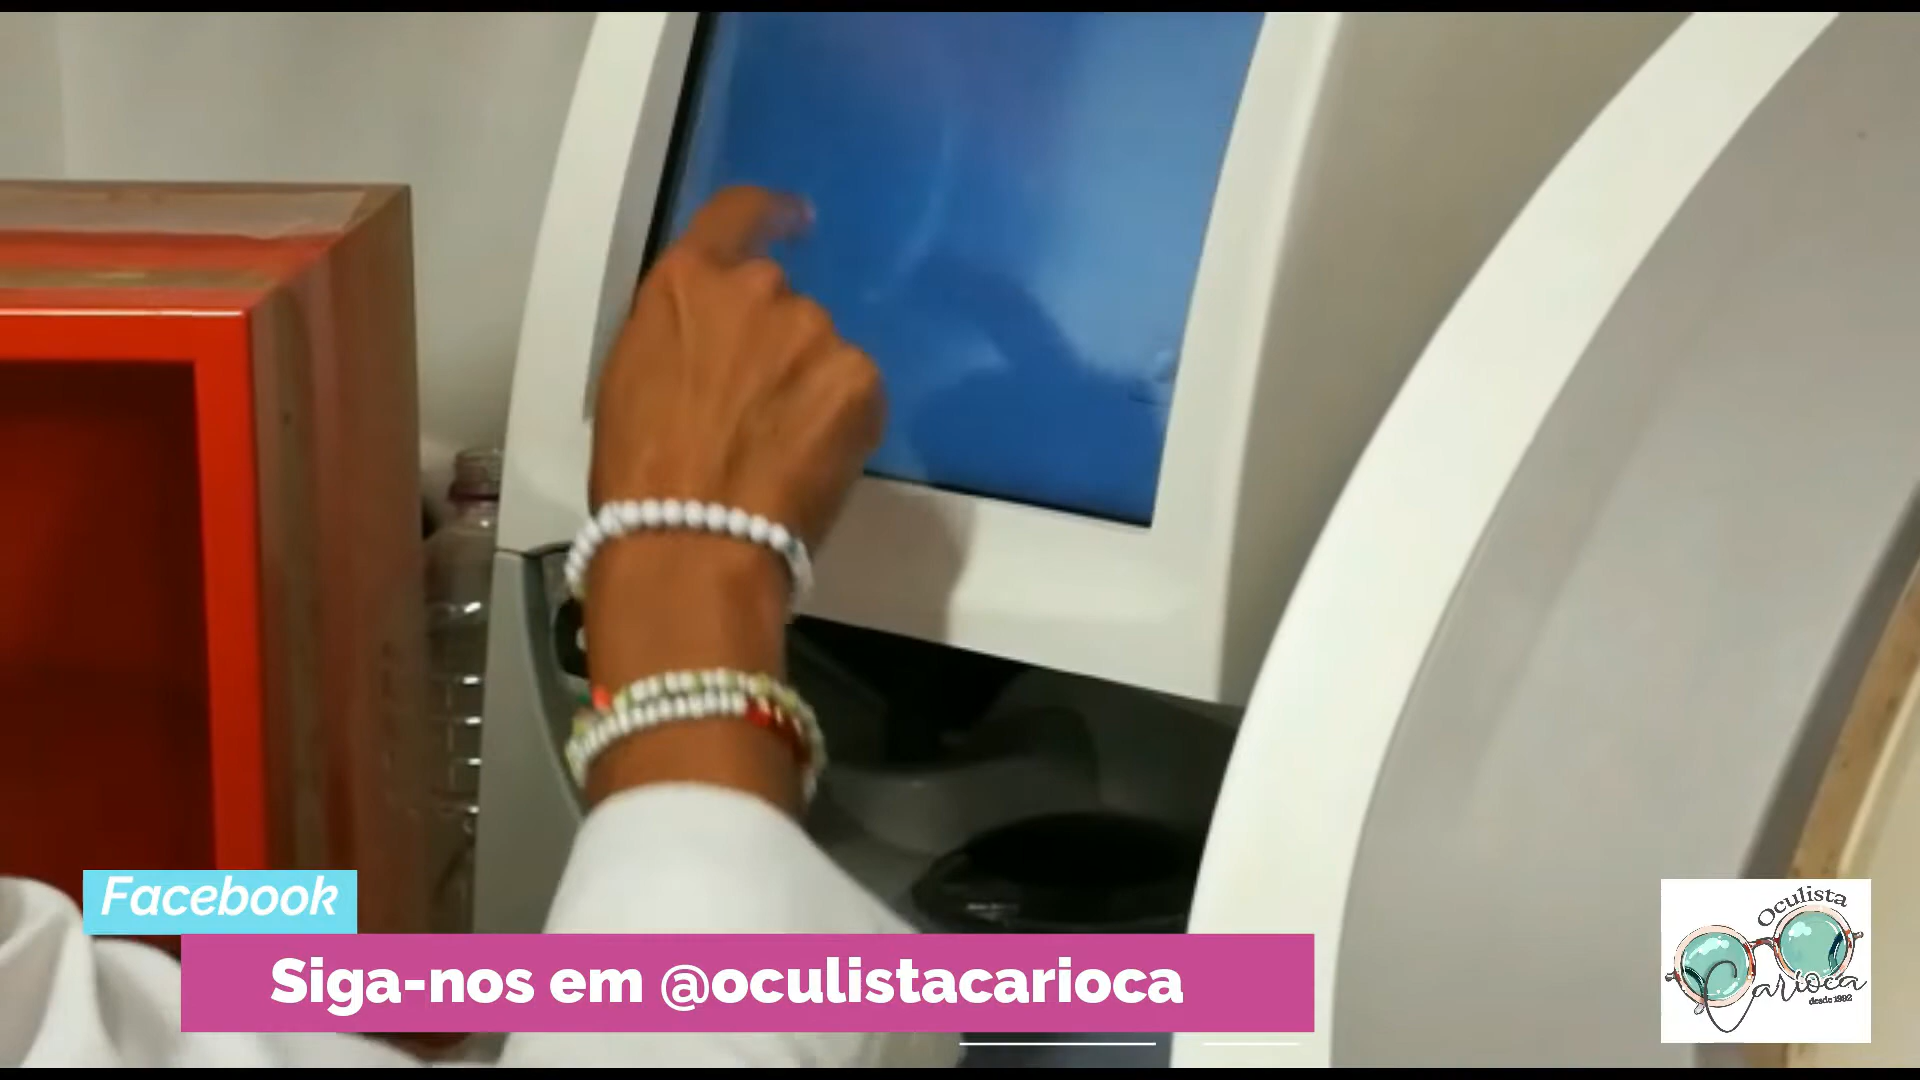 Facebook
Siga-nos em @oculistacarioca
Oculista
Carioca
desde 1992